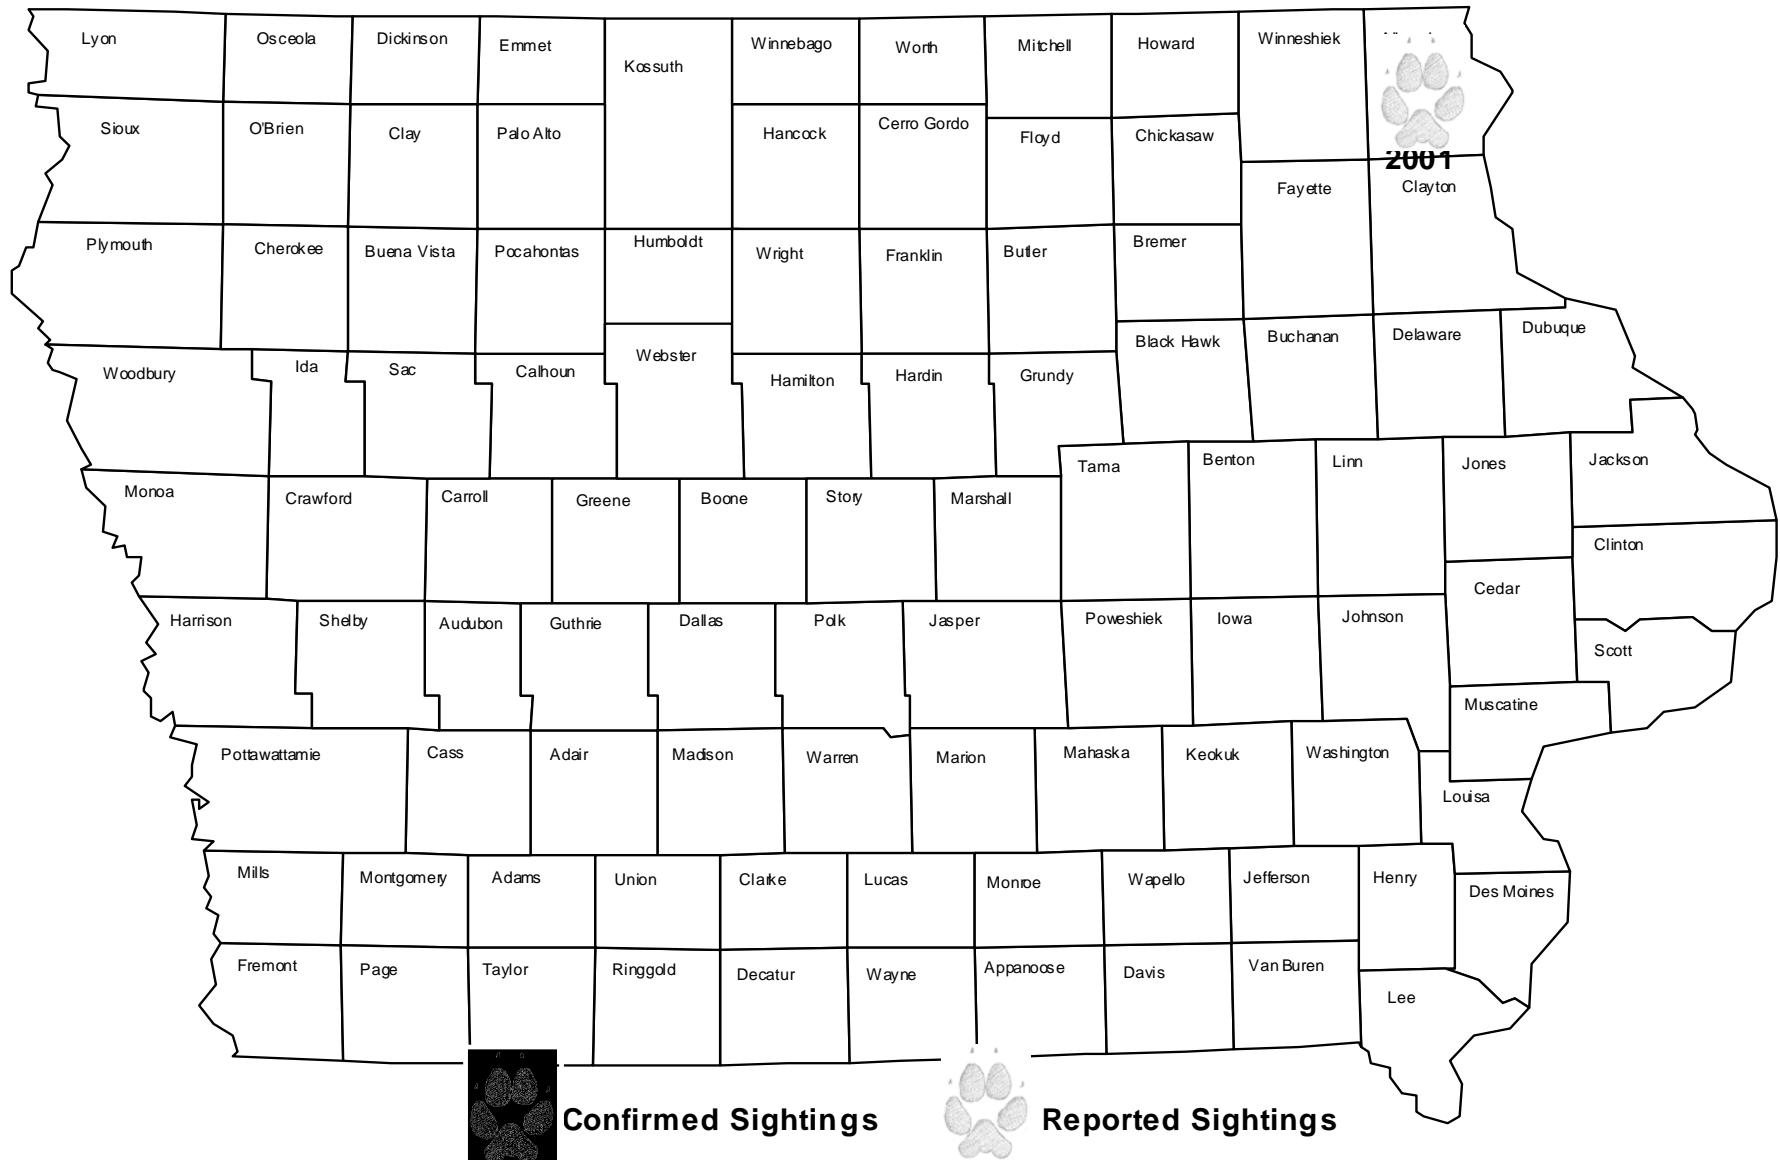 Lyon
Osceola
Dickinson
Emmet
Kossuth
Winnebago
Worth
Mitchell
Howard
Winneshiek
Sioux
O'Brien
Clay
Palo Alto
Hancock
Cerro Gordo
Floyd
Chickasaw
2001
Fayette
Clayton
Plymouth
Cherokee
Buena Vista
Pocahontas
Humboldt
Wright
Franklin
Butler
Bremer
Woodbury
Ida
Sac
Calhoun
Webster
Hamilton
Hardin
Grundy
Black Hawk
Buchanan
Delaware
Dubuque
Tama
Benton
Linn
Jones
Jackson
Monoa
Crawford
Carroll
Greene
Boone
Story
Marshall
Clinton
Cedar
Harrison
Shelby
Audubon
Guthrie
Dallas
Polk
Jasper
Poweshiek
Iowa
Johnson
Scott
Muscatine
Pottawattamie
Cass
Adair
Madison
Warren
Marion
Mahaska
Keokuk
Washington
Louisa
Mills
Montgomery
Adams
Union
Clarke
Lucas
Monroe
Wapello
Jefferson
Henry
Des Moines
Fremont
Page
Taylor
Ringgold
Decatur
Wayne
Appanoose
Davis
Van Buren
Lee
Confirmed Sightings
Reported Sightings